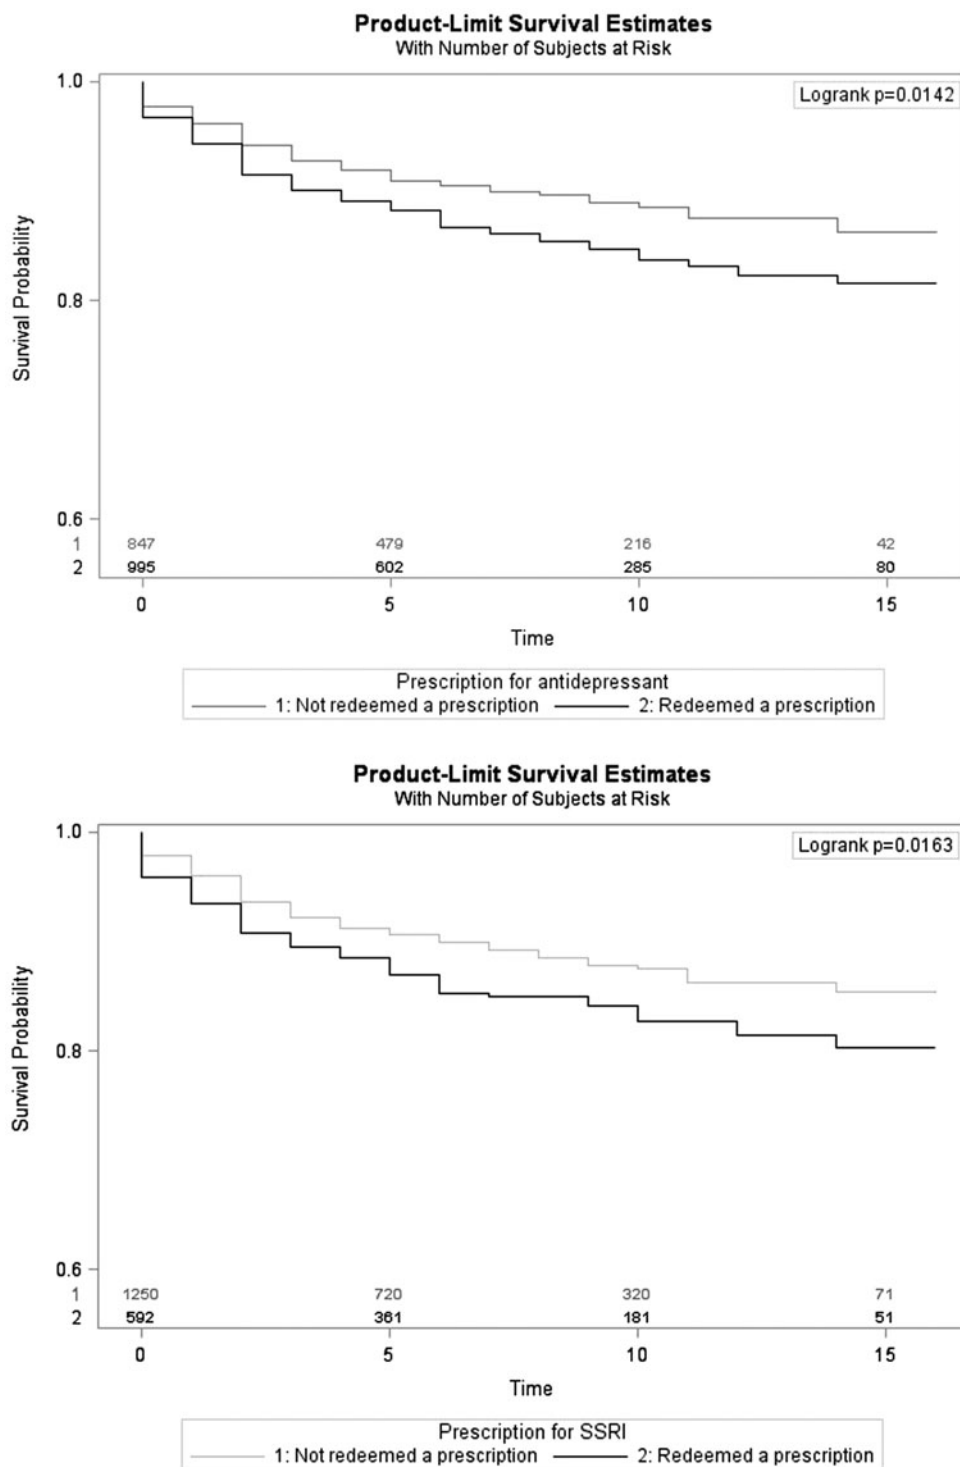 Product-Limit Survival Estimates
With Number of Subjects at Risk
Logrank p=0.0142
1.0
0.8
0.6
Survival Probability
1 847 479 216 42
2 995 602 285 80
0 5 10 15
Time
Prescription for antidepressant
1: Not redeemed a prescription 2: Redeemed a prescription
Product-Limit Survival Estimates
With Number of Subjects at Risk
Logrank p=0.0163
1.0
0.8
0.6
Survival Probability
1 1250 720 320 71
2 592 361 181 51
0 5 10 15
Time
Prescription for SSRI
1: Not redeemed a prescription 2: Redeemed a prescription